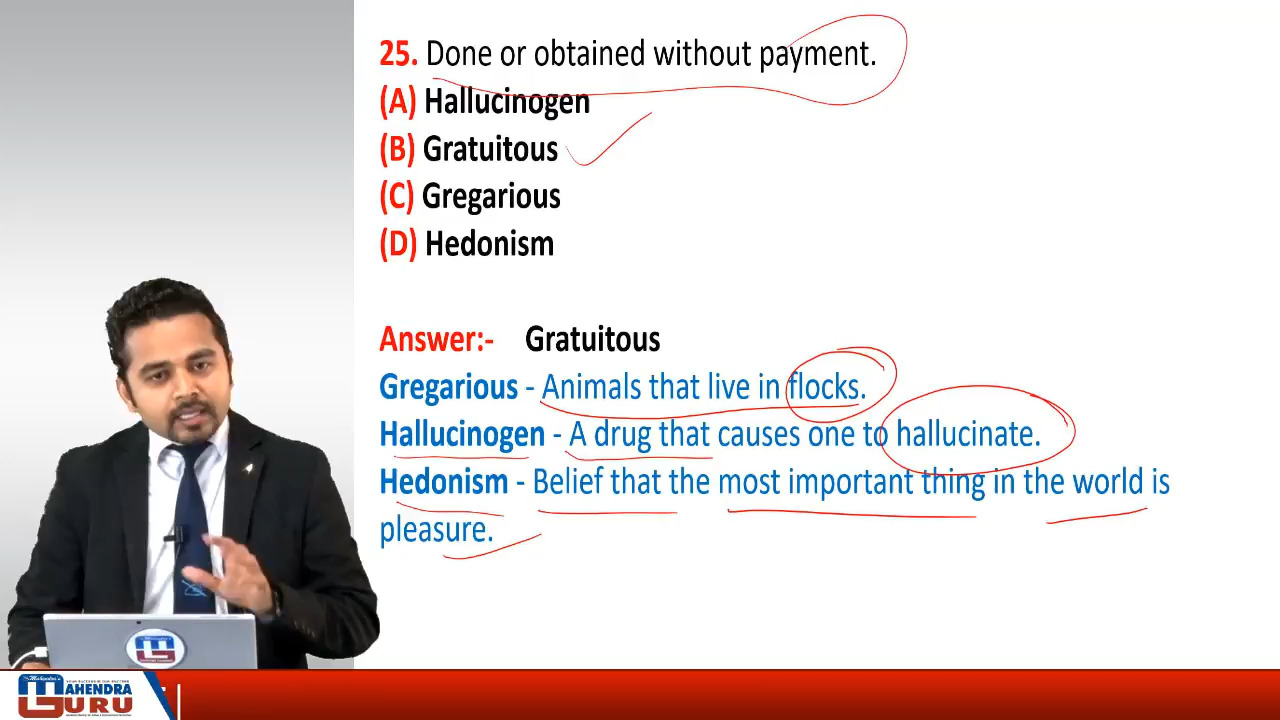 25. Done or obtained without payment.
(A) Hallucinogen
(B) Gratuitous
(C) Gregarious
(D) Hedonism
Answer:- Gratuitous
Gregarious - Animals that live in flocks.
Hallucinogen - A drug that causes one to hallucinate.
Hedonism - Belief that the most important thing in the world is
pleasure.
MAHENDRA
GURU